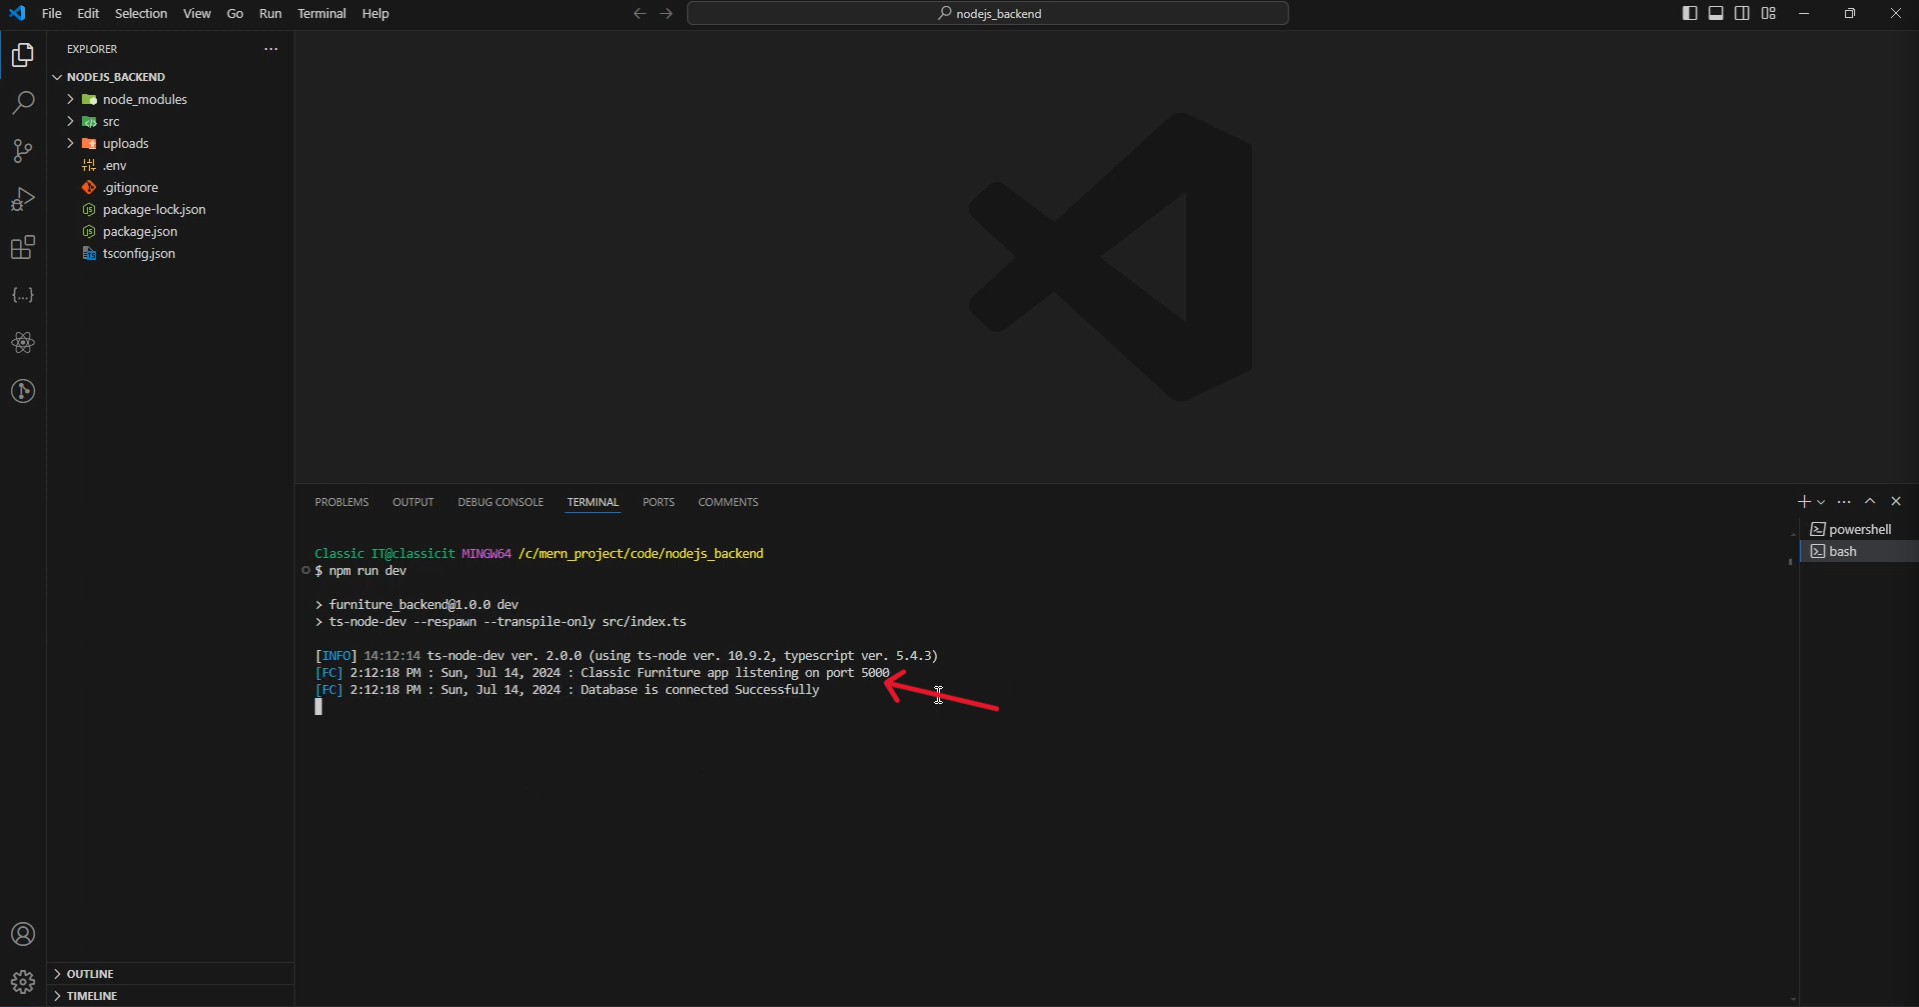 File Edit Selection View Go Run Terminal Help
nodejs_backend
EXPLORER
NODEJS_BACKEND
node_modules
src
uploads
.env
.gitignore
package-lock.json
package.json
tsconfig.json
OUTLINE
TIMELINE
PROBLEMS OUTPUT DEBUG CONSOLE TERMINAL PORTS COMMENTS
powershell
bash
Classic IT@classicit MINGW64 /c/mern_project/code/nodejs_backend
$ npm run dev
> furniture_backend@1.0.0 dev
> ts-node-dev --respawn --transpile-only src/index.ts
[INFO] 14:12:14 ts-node-dev ver. 2.0.0 (using ts-node ver. 10.9.2, typescript ver. 5.4.3)
[FC] 2:12:18 PM : Sun, Jul 14, 2024 : Classic Furniture app listening on port 5000
[FC] 2:12:18 PM : Sun, Jul 14, 2024 : Database is connected Successfully